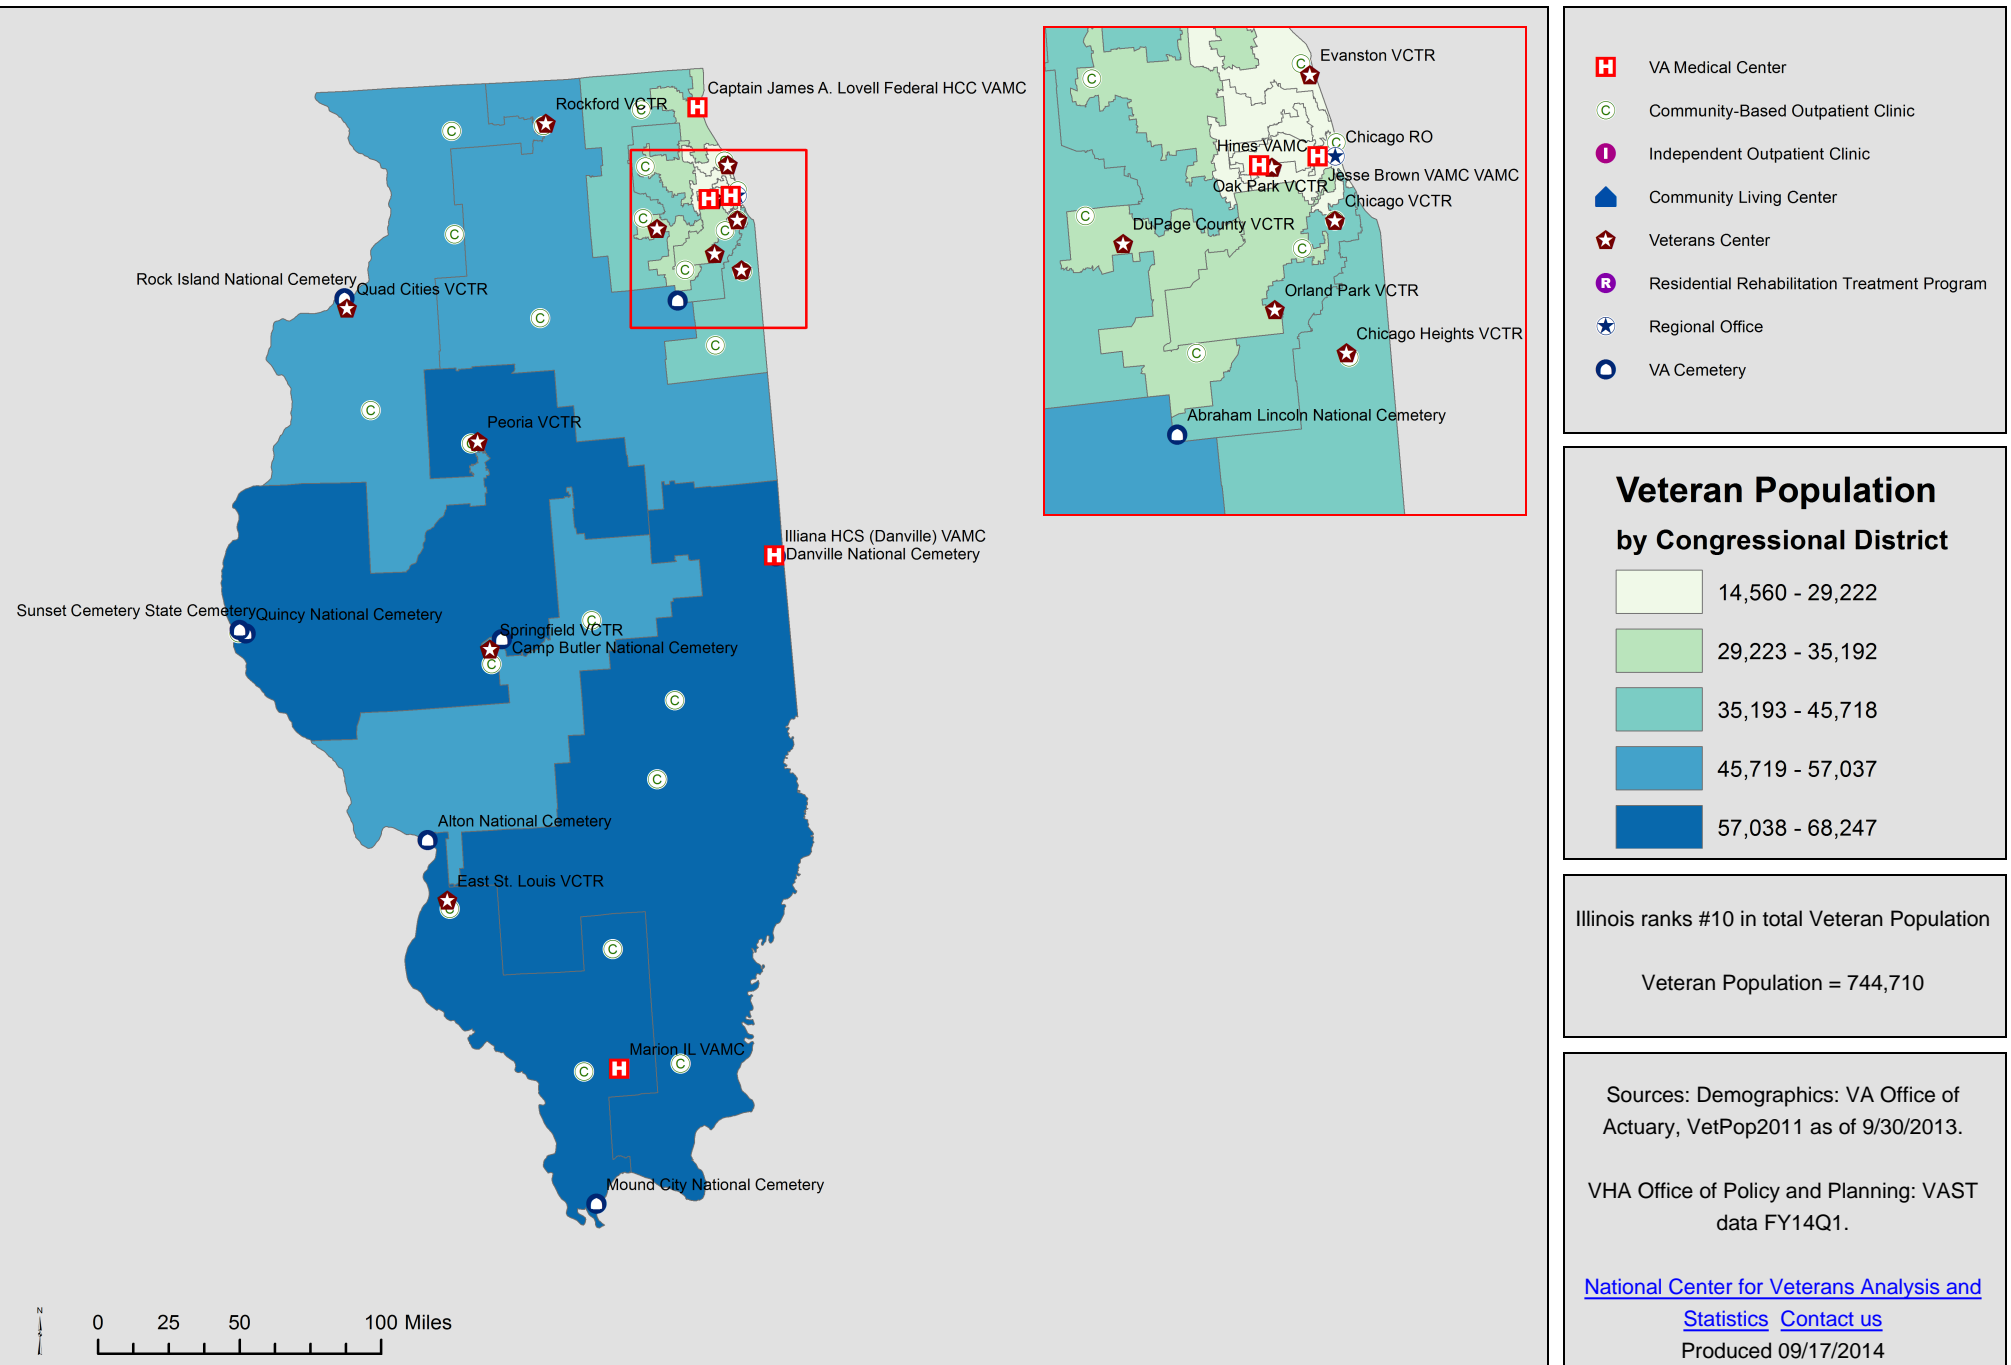 Captain James A. Lovell Federal HCC VAMC
Rockford VCTR
Rock Island National Cemetery
Quad Cities VCTR
Peoria VCTR
Illiana HCS (Danville) VAMC
Danville National Cemetery
Sunset Cemetery State Cemetery
Quincy National Cemetery
Springfield VCTR
Camp Butler National Cemetery
Alton National Cemetery
East St. Louis VCTR
Marion IL VAMC
Mound City National Cemetery
N
0 25 50 100 Miles
Evanston VCTR
Chicago RO
Hines VAMC
Jesse Brown VAMC VAMC
Oak Park VCTR
Chicago VCTR
DuPage County VCTR
Orland Park VCTR
Chicago Heights VCTR
Abraham Lincoln National Cemetery
H VA Medical Center
C Community-Based Outpatient Clinic
I Independent Outpatient Clinic
Community Living Center
Veterans Center
R Residential Rehabilitation Treatment Program
Regional Office
VA Cemetery
Veteran Population
by Congressional District
14,560 - 29,222
29,223 - 35,192
35,193 - 45,718
45,719 - 57,037
57,038 - 68,247
Illinois ranks #10 in total Veteran Population
Veteran Population = 744,710
Sources: Demographics: VA Office of
Actuary, VetPop2011 as of 9/30/2013.
VHA Office of Policy and Planning: VAST
data FY14Q1.
National Center for Veterans Analysis and
Statistics Contact us
Produced 09/17/2014